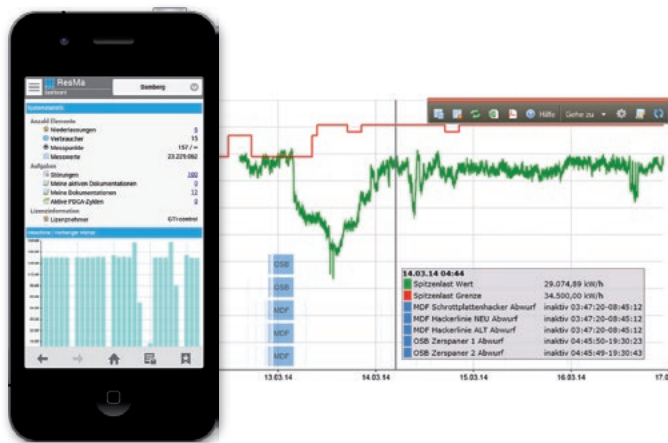 ResMa
Bomberg
Anzahl Elemente
Niederlassungen 6
Verbraucher 15
Messpunkte 157 / ∞
Messwerte 23.229.062
Aufgaben
Störungen 100
Meine aktiven Dokumentationen 0
Meine Dokumentationen 12
Aktive PDCA-Zyklen 0
Lizenzinformation
Lizenznehmer GTI-control
Hilfe Gehe zu
OSB
OSB
MDF
MDF
MDF
14.03.14 04:44
Spitzenlast Wert 29.074,89 kW/h
Spitzenlast Grenze 34.500,00 kW/h
MDF Schrottplattenhacker Abwurf inaktiv 03:47:20-08:45:12
MDF Hackerlinie NEU Abwurf inaktiv 03:47:20-08:45:12
MDF Hackerlinie ALT Abwurf inaktiv 03:47:20-08:45:12
OSB Zerspaner 1 Abwurf inaktiv 04:45:50-19:30:23
OSB Zerspaner 2 Abwurf inaktiv 04:45:49-19:30:43
13.03.14 14.03.14 15.03.14 16.03.14 17.0